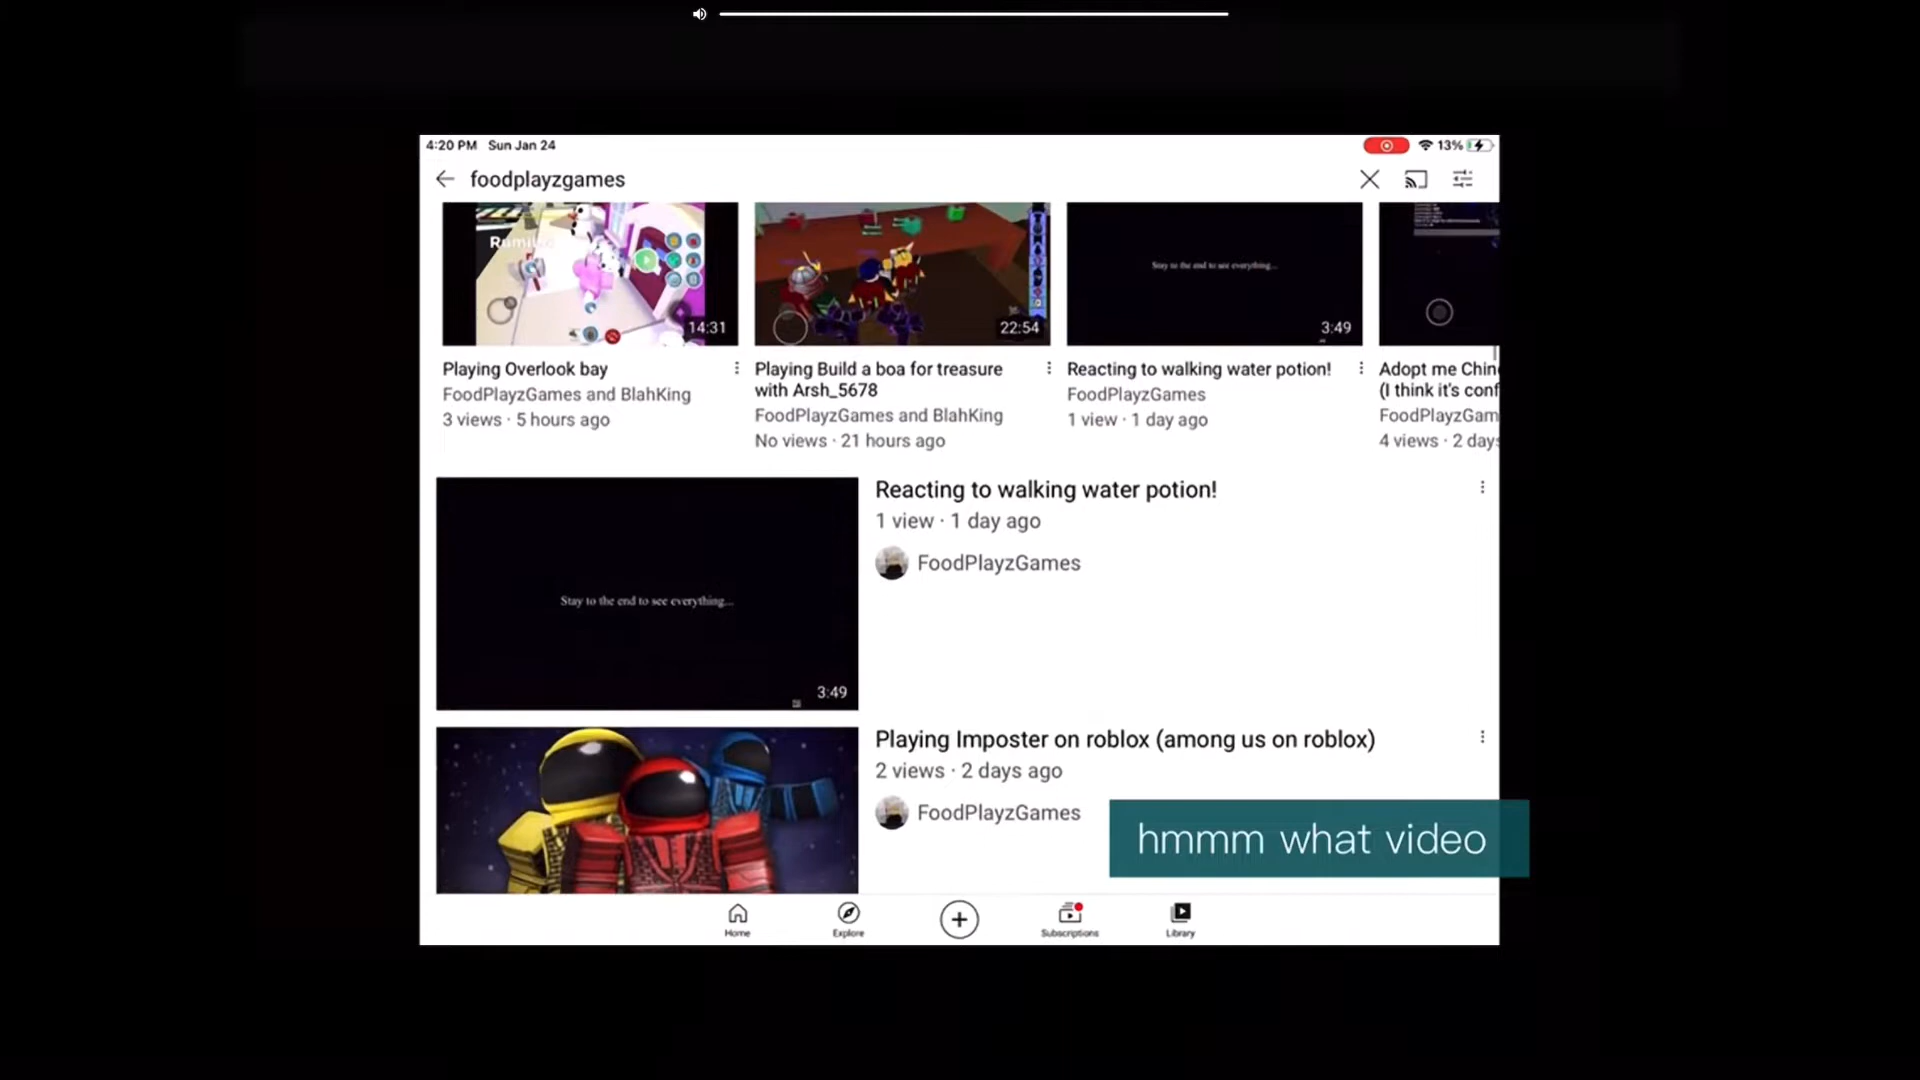 4:20 PM Sun Jan 24
13%
foodplayzgames
14:31
22:54
Stay to the end to see everything...
3:49
Playing Overlook bay
FoodPlayzGames and BlahKing
3 views · 5 hours ago
Playing Build a boa for treasure
with Arsh_5678
FoodPlayzGames and BlahKing
No views · 21 hours ago
Reacting to walking water potion!
FoodPlayzGames
1 view · 1 day ago
Adopt me Chin
(I think it's conf
FoodPlayzGam
4 views · 2 days
Stay to the end to see everything...
3:49
Reacting to walking water potion!
1 view · 1 day ago
FoodPlayzGames
Playing Imposter on roblox (among us on roblox)
2 views · 2 days ago
FoodPlayzGames
hmmm what video
Home
Explore
Subscriptions
Library